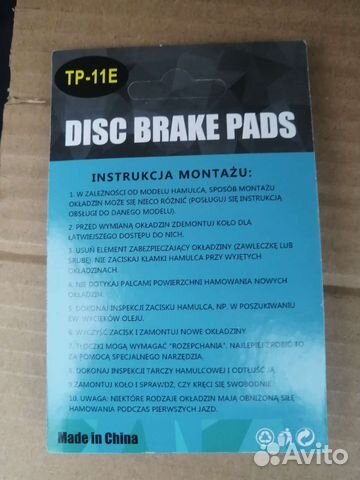 TP-11E
DISC BRAKE PADS
INSTRUKCJA MONTAŻU:
1. W ZALEŻNOŚCI OD MODELU HAMULCA, SPOSÓB MONTAŻU
OKŁADZIN MOŻE SIĘ NIECO RÓŻNIĆ (POSŁUGUJ SIĘ INSTRUKCJĄ
OBSŁUGI DO DANEGO MODELU).
2. PRZED WYMIANĄ OKŁADZIN ZDEMONTUJ KOŁO DLA
ŁATWIEJSZEGO DOSTĘPU DO NICH.
3. USUŃ ELEMENT ZABEZPIECZAJĄCY OKŁADZINY (ZAWLECZKĘ LUB
ŚRUBĘ). NIE ZACISKAJ KLAMKI HAMULCA PRZY WYJĘTYCH
OKŁADZINACH.
4. NIE DOTYKAJ PALCAMI POWIERZCHNI HAMOWANIA NOWYCH
OKŁADZIN.
5. DOKONAJ INSPEKCJI ZACISKU HAMULCA, NP. W POSZUKIWANIU
EW. WYCIEKÓW OLEJU.
6. WYCZYŚĆ ZACISK I ZAMONTUJ NOWE OKŁADZINY.
7. TŁOCZKI MOGĄ WYMAGAĆ "ROZEPCHANIA". NAJLEPIEJ ZROBIĆ TO
ZA POMOCĄ SPECJALNEGO NARZĘDZIA.
8. DOKONAJ INSPEKCJI TARCZY HAMULCOWEJ I ODTŁUŚĆ JĄ.
9.ZAMONTUJ KOŁO I SPRAWDŹ, CZY KRĘCI SIĘ SWOBODNIE.
10. UWAGA: NIEKTÓRE RODZAJE OKŁADZIN MAJĄ OBNIŻONĄ SIŁĘ
HAMOWANIA PODCZAS PIERWSZYCH JAZD.
Made in China
Avito